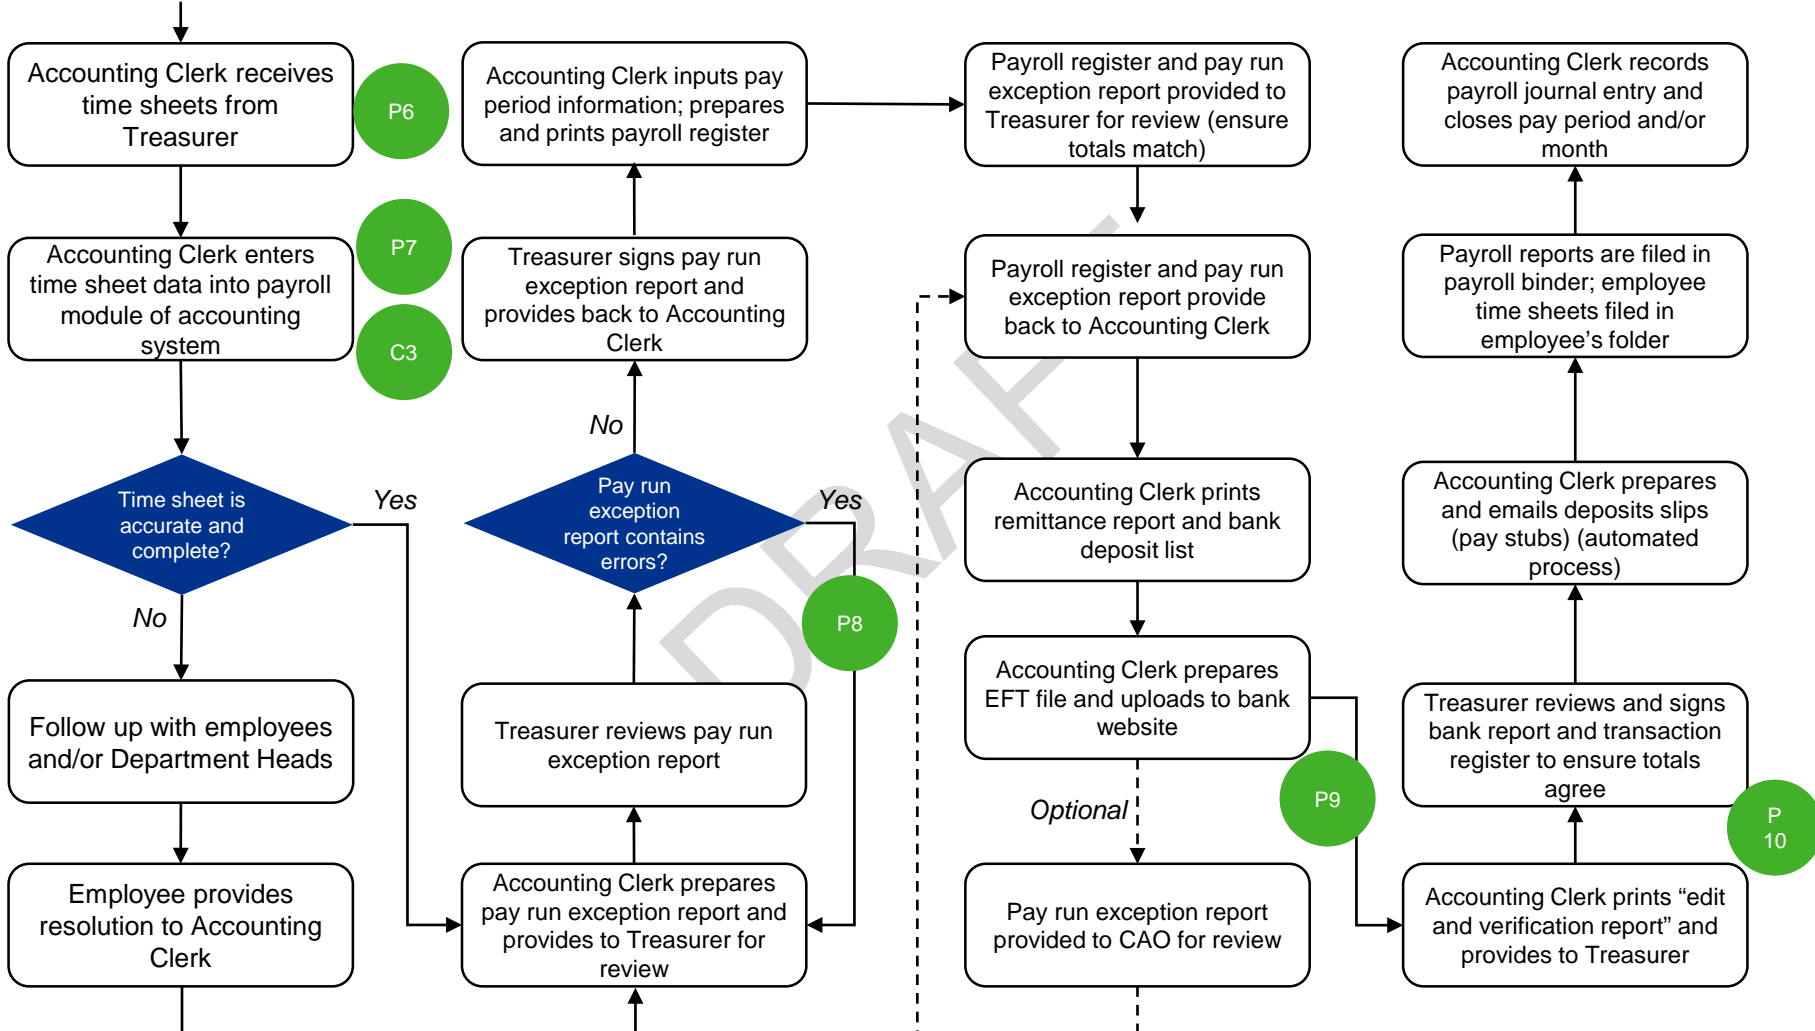 Accounting Clerk receives
time sheets from
Treasurer
P6
Accounting Clerk enters
time sheet data into payroll
module of accounting
system
P7
C3
Time sheet is
accurate and
complete?
Yes
No
Follow up with employees
and/or Department Heads
Employee provides
resolution to Accounting
Clerk
Accounting Clerk inputs pay
period information; prepares
and prints payroll register
Treasurer signs pay run
exception report and
provides back to Accounting
Clerk
No
Pay run
exception
report contains
errors?
Yes
P8
Treasurer reviews pay run
exception report
Accounting Clerk prepares
pay run exception report and
provides to Treasurer for
review
Payroll register and pay run
exception report provided to
Treasurer for review (ensure
totals match)
Payroll register and pay run
exception report provide
back to Accounting Clerk
Accounting Clerk prints
remittance report and bank
deposit list
Accounting Clerk prepares
EFT file and uploads to bank
website
Optional
P9
Pay run exception report
provided to CAO for review
Accounting Clerk records
payroll journal entry and
closes pay period and/or
month
Payroll reports are filed in
payroll binder; employee
time sheets filed in
employee’s folder
Accounting Clerk prepares
and emails deposits slips
(pay stubs) (automated
process)
Treasurer reviews and signs
bank report and transaction
register to ensure totals
agree
P
10
Accounting Clerk prints “edit
and verification report” and
provides to Treasurer
DRAFT